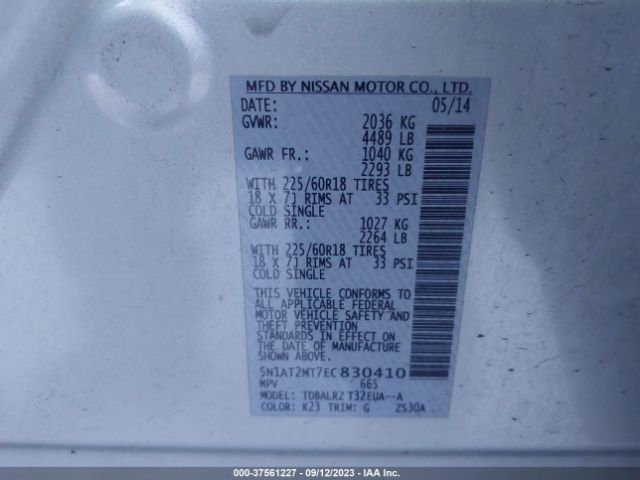 MFD BY NISSAN MOTOR CO., LTD.
DATE: 05/14
GVWR: 2036 KG
4489 LB
GAWR FR.: 1040 KG
2293 LB
WITH 225/60R18 TIRES
18 X 7J RIMS AT 33 PSI
COLD SINGLE
GAWR RR.: 1027 KG
2264 LB
WITH 225/60R18 TIRES
18 X 7J RIMS AT 33 PSI
COLD SINGLE
THIS VEHICLE CONFORMS TO
ALL APPLICABLE FEDERAL
MOTOR VEHICLE SAFETY AND
THEFT PREVENTION
STANDARDS IN EFFECT ON
THE DATE OF MANUFACTURE
SHOWN ABOVE.
5N1AT2MT7EC830410
MPV 665
MODEL: TDBALRZ T32EUA--A
COLOR: K23 TRIM: G ZS30A
000-37561227 - 09/12/2023 - IAAI.COM